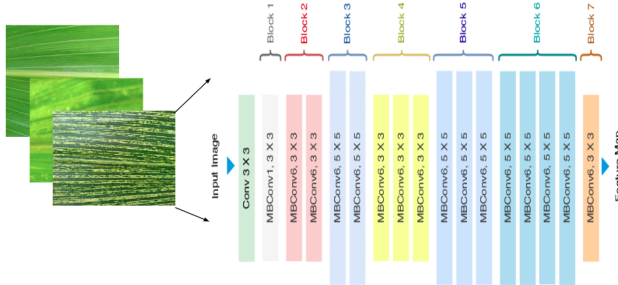 Block 1
Block 2
Block 3
Block 4
Block 5
Block 6
Block 7
Input Image
Conv 3 X 3
MBConv1, 3 X 3
MBConv6, 3 X 3
MBConv6, 3 X 3
MBConv6, 5 X 5
MBConv6, 5 X 5
MBConv6, 3 X 3
MBConv6, 3 X 3
MBConv6, 3 X 3
MBConv6, 5 X 5
MBConv6, 5 X 5
MBConv6, 5 X 5
MBConv6, 5 X 5
MBConv6, 5 X 5
MBConv6, 5 X 5
MBConv6, 5 X 5
MBConv6, 3 X 3
Feature Map